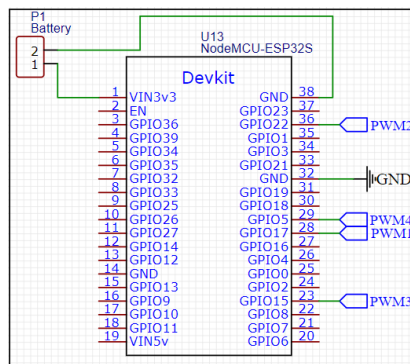 P1
Battery
2
1
U13
NodeMCU-ESP32S
Devkit
1 VIN3v3 GND 38
2 EN GPIO23 37
3 GPIO36 GPIO22 36 PWM2
4 GPIO39 GPIO1 35
5 GPIO34 GPIO3 34
6 GPIO35 GPIO21 33
7 GPIO32 GND 32 GND
8 GPIO33 GPIO19 31
9 GPIO25 GPIO18 30
10 GPIO26 GPIO5 29 PWM4
11 GPIO27 GPIO17 28 PWM1
12 GPIO14 GPIO16 27
13 GPIO12 GPIO4 26
14 GND GPIO0 25
15 GPIO13 GPIO2 24
16 GPIO9 GPIO15 23 PWM3
17 GPIO10 GPIO8 22
18 GPIO11 GPIO7 21
19 VIN5v GPIO6 20